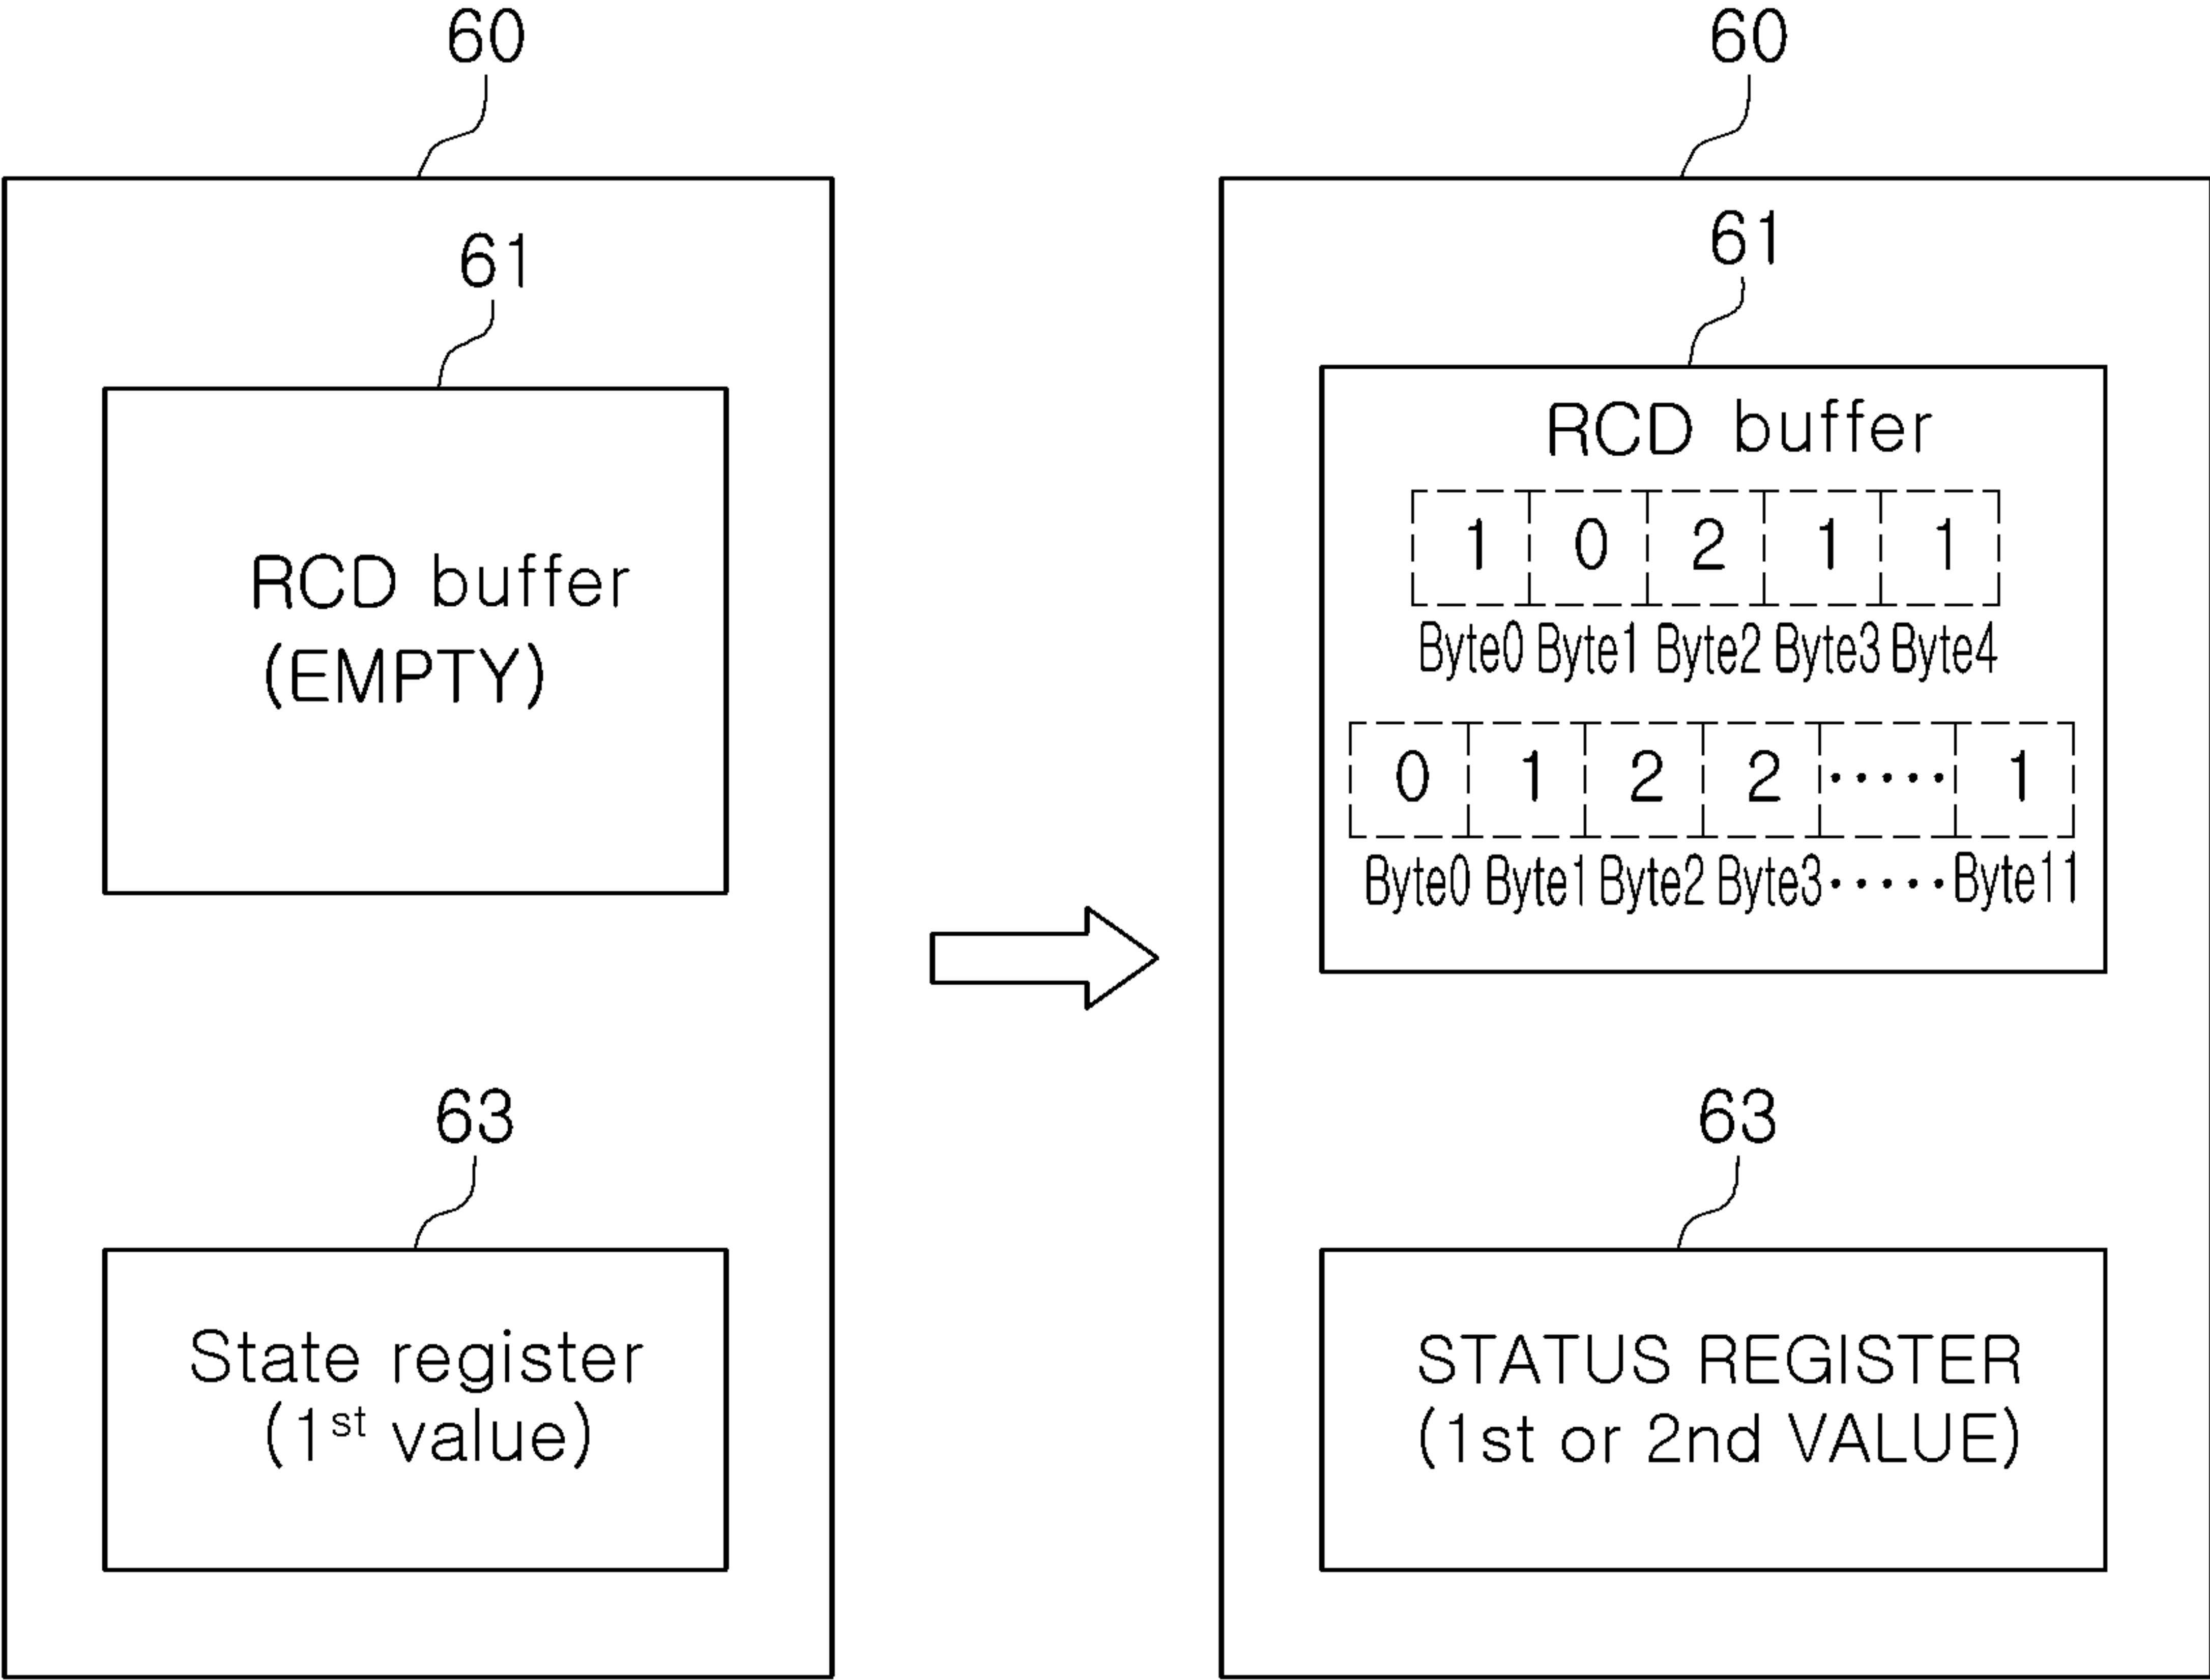 60
61
RCD buffer
(EMPTY)
63
State register
(1st value)
60
61
RCD buffer
1 0 2 1 1
Byte0 Byte1 Byte2 Byte3 Byte4
0 1 2 2 ····· 1
Byte0 Byte1 Byte2 Byte3 ····· Byte11
63
STATUS REGISTER
(1st or 2nd VALUE)